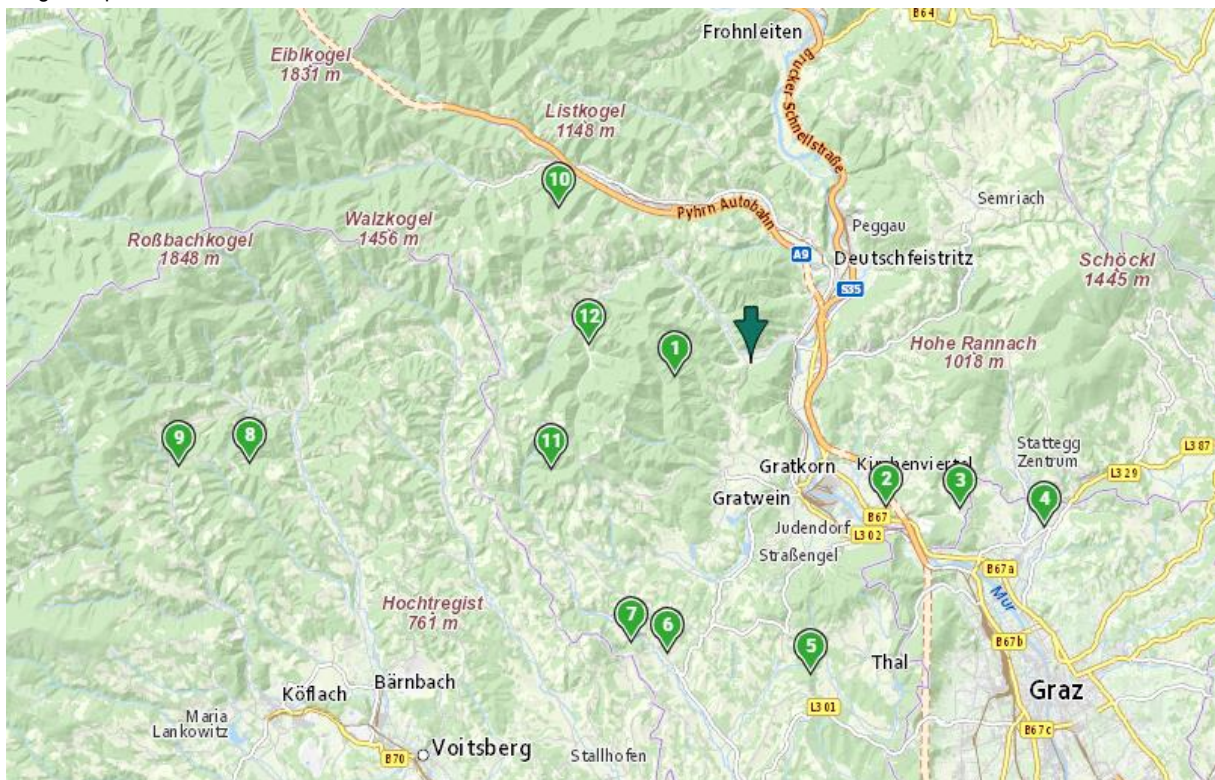 B64
Frohnleiten
Eiblkogel
1831 m
Brucker Schnellstraße
Listkogel
1148 m
10
Semriach
Walzkogel
1456 m
Pyhrn Autobahn
Peggau
Roßbachkogel
1848 m
A9
Deutschfeistritz
Schöckl
1445 m
S35
12
1
Hohe Rannach
1018 m
9
8
11
Stattegg
Zentrum
L387
Gratkorn
L329
2
3
4
Gratwein
B67
Judendorf
L302
Straßengel
B67a
Mur
Hochtregist
761 m
7
6
5
B67b
Thal
Bärnbach
Köflach
Graz
L301
Maria
Lankowitz
B67c
Voitsberg
B70
Stallhofen